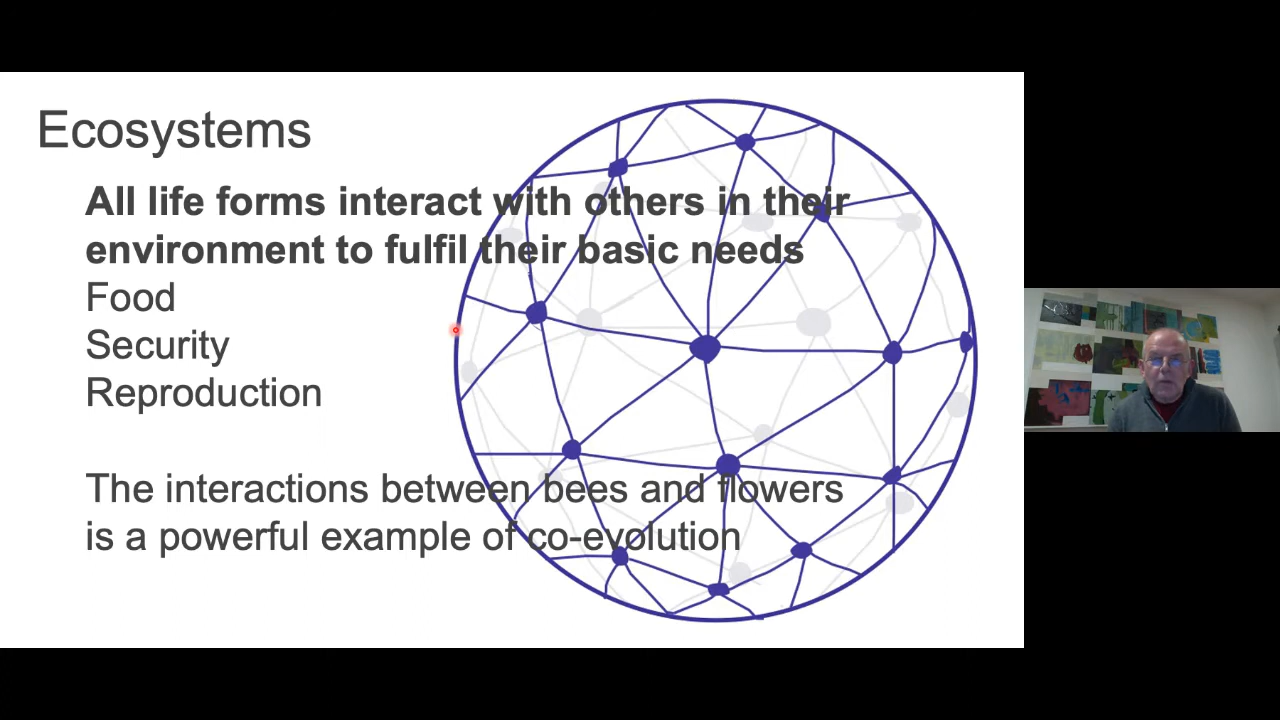 Ecosystems
All life forms interact with others in their
environment to fulfil their basic needs
Food
Security
Reproduction
The interactions between bees and flowers
is a powerful example of co-evolution